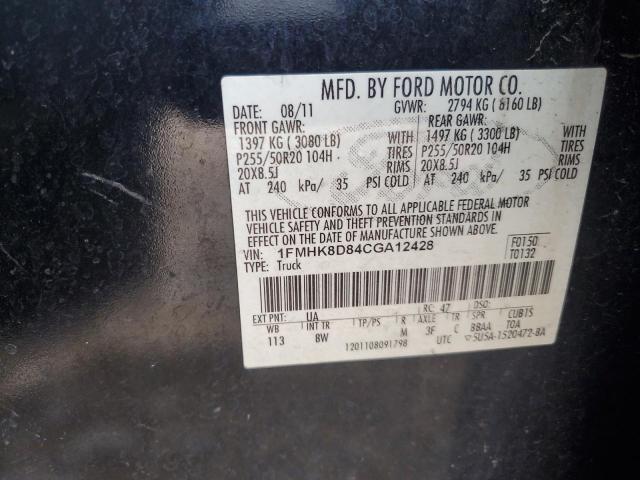 MFD. BY FORD MOTOR CO.
DATE: 08/11 GVWR: 2794 KG ( 6160 LB)
FRONT GAWR: REAR GAWR:
1397 KG ( 3080 LB) WITH 1497 KG ( 3300 LB) WITH
P255/50R20 104H TIRES P255/50R20 104H TIRES
20X8.5J RIMS 20X8.5J RIMS
AT 240 kPa/ 35 PSI COLD AT 240 kPa/ 35 PSI COLD
THIS VEHICLE CONFORMS TO ALL APPLICABLE FEDERAL MOTOR
VEHICLE SAFETY AND THEFT PREVENTION STANDARDS IN
EFFECT ON THE DATE OF MANUFACTURE SHOWN ABOVE.
VIN: 1FMHK8D84CGA12428 F0150
TYPE: Truck T0132
EXT PNT: UA RC: 47 DSO:
WB INT TR TP/PS R AXLE TR SPR CUBTS
113 8W M 3F C BBAA TOA
1201108091798 UTC 5U5A-1520472-BA
Ford